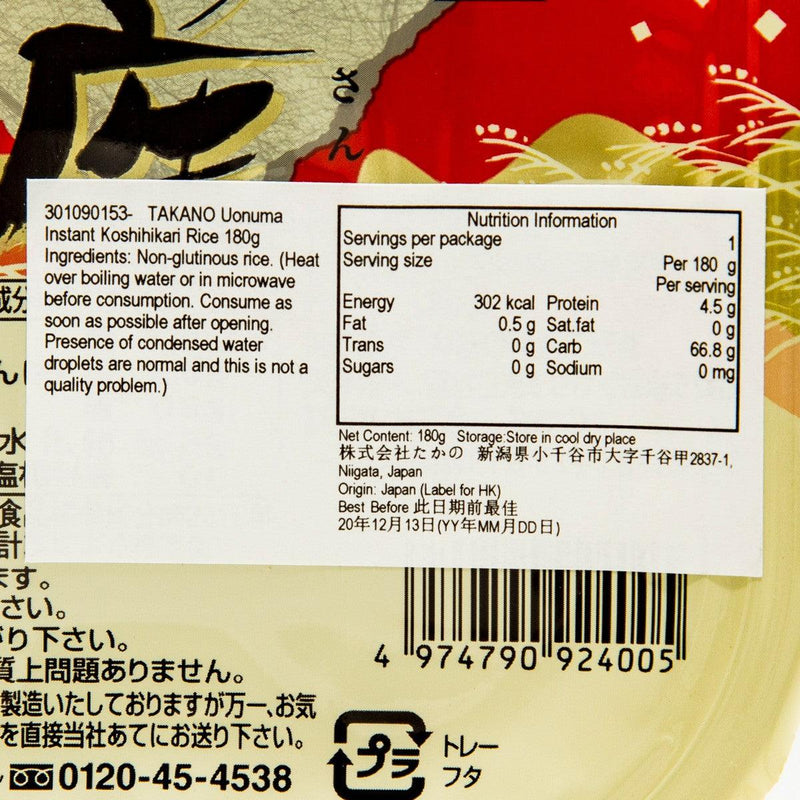 産
さん
301090153- TAKANO Uonuma
Instant Koshihikari Rice 180g
Ingredients: Non-glutinous rice. (Heat
over boiling water or in microwave
before consumption. Consume as
soon as possible after opening.
Presence of condensed water
droplets are normal and this is not a
quality problem.)
Nutrition Information
Servings per package 1
Serving size Per 180 g
Per serving
Energy 302 kcal Protein 4.5 g
Fat 0.5 g Sat.fat 0 g
Trans 0 g Carb 66.8 g
Sugars 0 g Sodium 0 mg
Net Content: 180g Storage:Store in cool dry place
株式会社たかの 新潟県小千谷市大字千谷甲2837-1,
Niigata, Japan
Origin: Japan (Label for HK)
Best Before 此日期前最佳
20年12月13日(YY年MM月DD日)
水
食
計
ます。
さい。
り下さい。
質上問題ありません。
製造いたしておりますが万一、お気
を直接当社あてにお送り下さい。
0120-45-4538
4 974790 924005
プラ
トレー
フタ